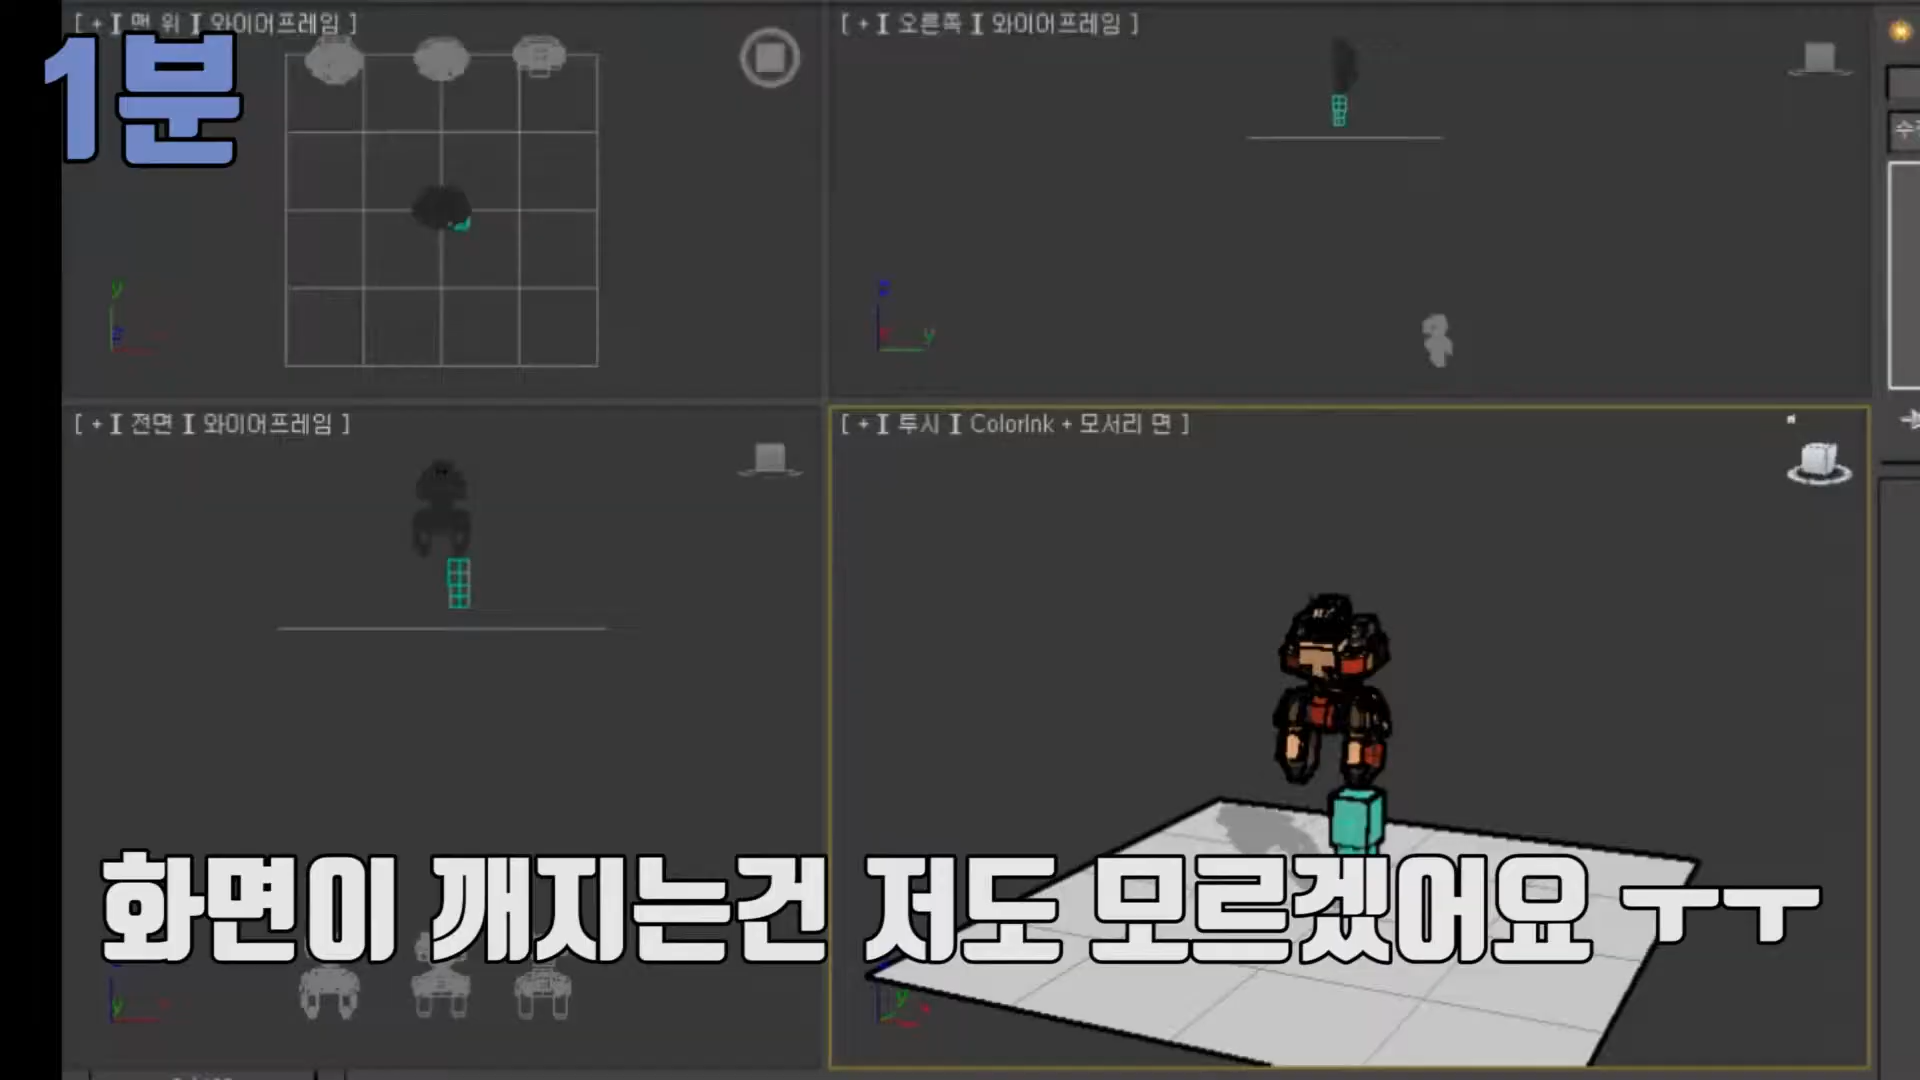 [ + ] 맨 위 ] 와이어프레임 ]
[ + ] 오른쪽 ] 와이어프레임 ]
1분
y
z
z
y
[ + ] 전면 ] 와이어프레임 ]
[ + ] 투시 ] ColorInk + 모서리 면 ]
화면이 깨지는건 저도 모르겠어요 ㅜㅜ
y
y